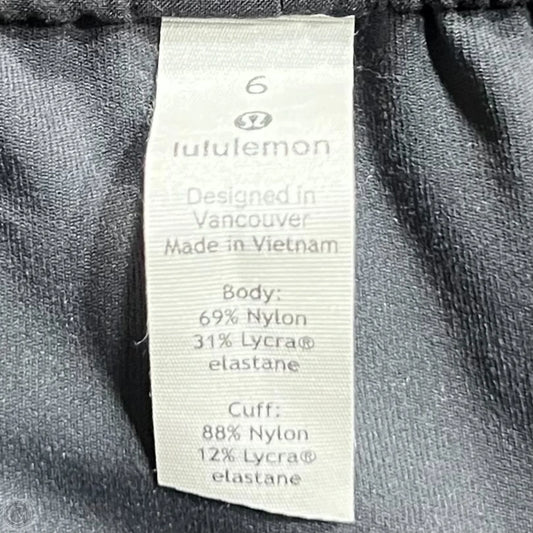 6
lululemon
Designed in
Vancouver
Made in Vietnam
Body:
69% Nylon
31% Lycra®
elastane
Cuff:
88% Nylon
12% Lycra®
elastane